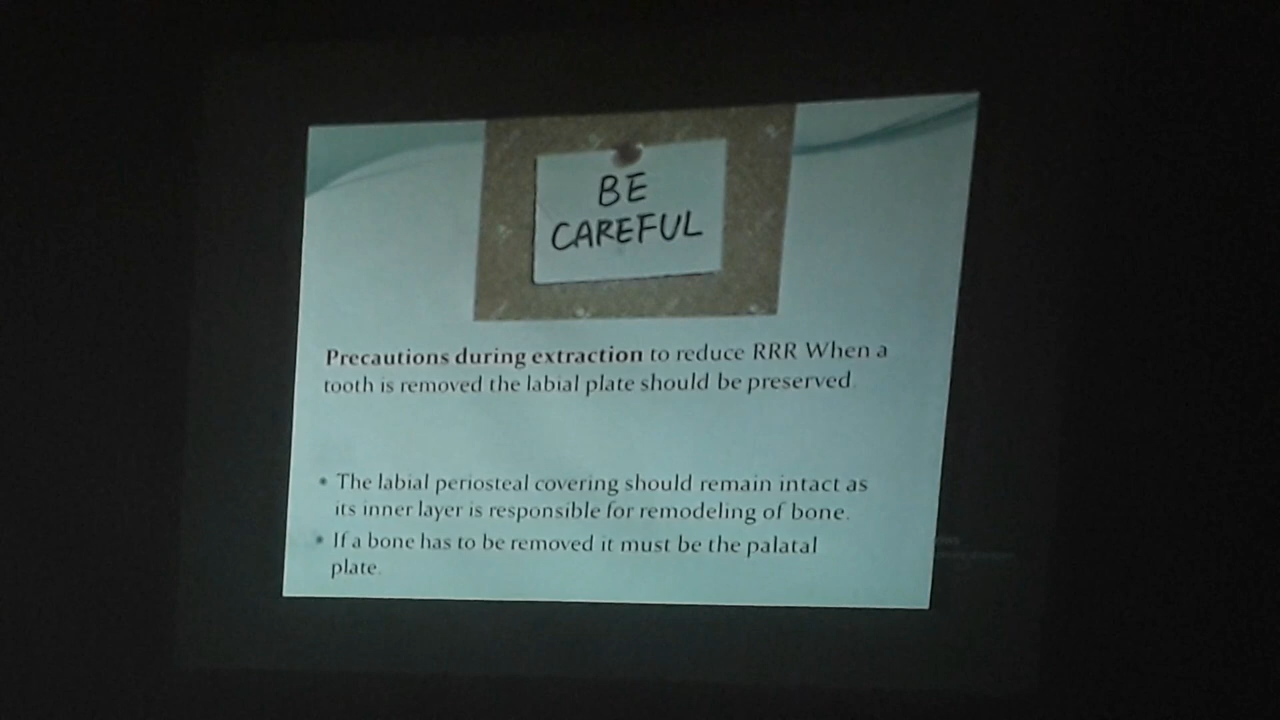 BE
CAREFUL
Precautions during extraction to reduce RRR When a
tooth is removed the labial plate should be preserved.
• The labial periosteal covering should remain intact as
its inner layer is responsible for remodeling of bone.
• If a bone has to be removed it must be the palatal
plate.